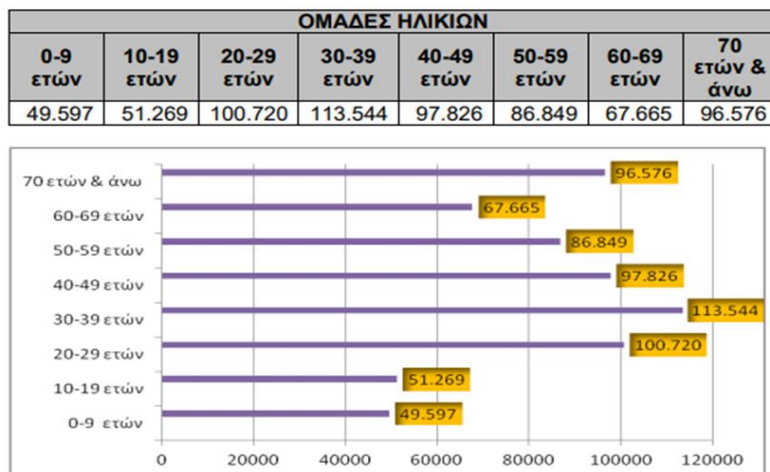 ΟΜΑΔΕΣ ΗΛΙΚΙΩΝ
0-9 ετών 10-19 ετών 20-29 ετών 30-39 ετών 40-49 ετών 50-59 ετών 60-69 ετών 70 ετών & άνω
49.597 51.269 100.720 113.544 97.826 86.849 67.665 96.576
70 ετών & άνω 96.576
60-69 ετών 67.665
50-59 ετών 86.849
40-49 ετών 97.826
30-39 ετών 113.544
20-29 ετών 100.720
10-19 ετών 51.269
0-9 ετών 49.597
0 20000 40000 60000 80000 100000 120000